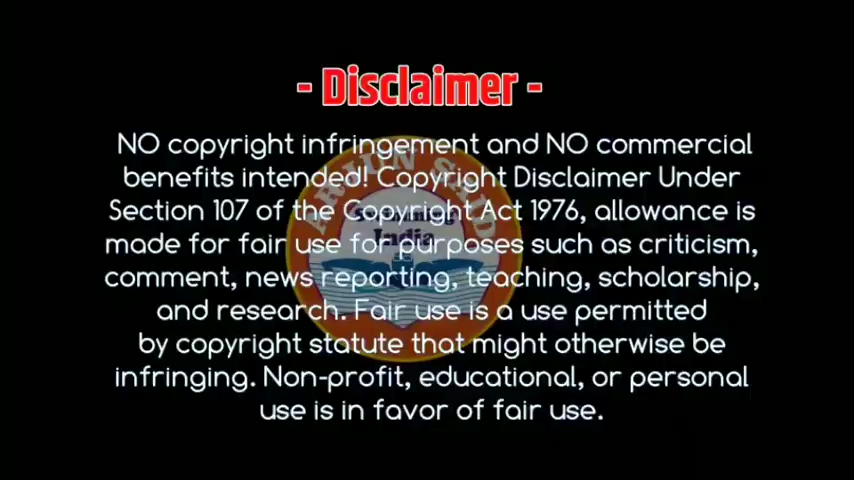 - Disclaimer -
NO copyright infringement and NO commercial
benefits intended! Copyright Disclaimer Under
Section 107 of the Copyright Act 1976, allowance is
made for fair use for purposes such as criticism,
comment, news reporting, teaching, scholarship,
and research. Fair use is a use permitted
by copyright statute that might otherwise be
infringing. Non-profit, educational, or personal
use is in favor of fair use.
ARJUN SAID
India